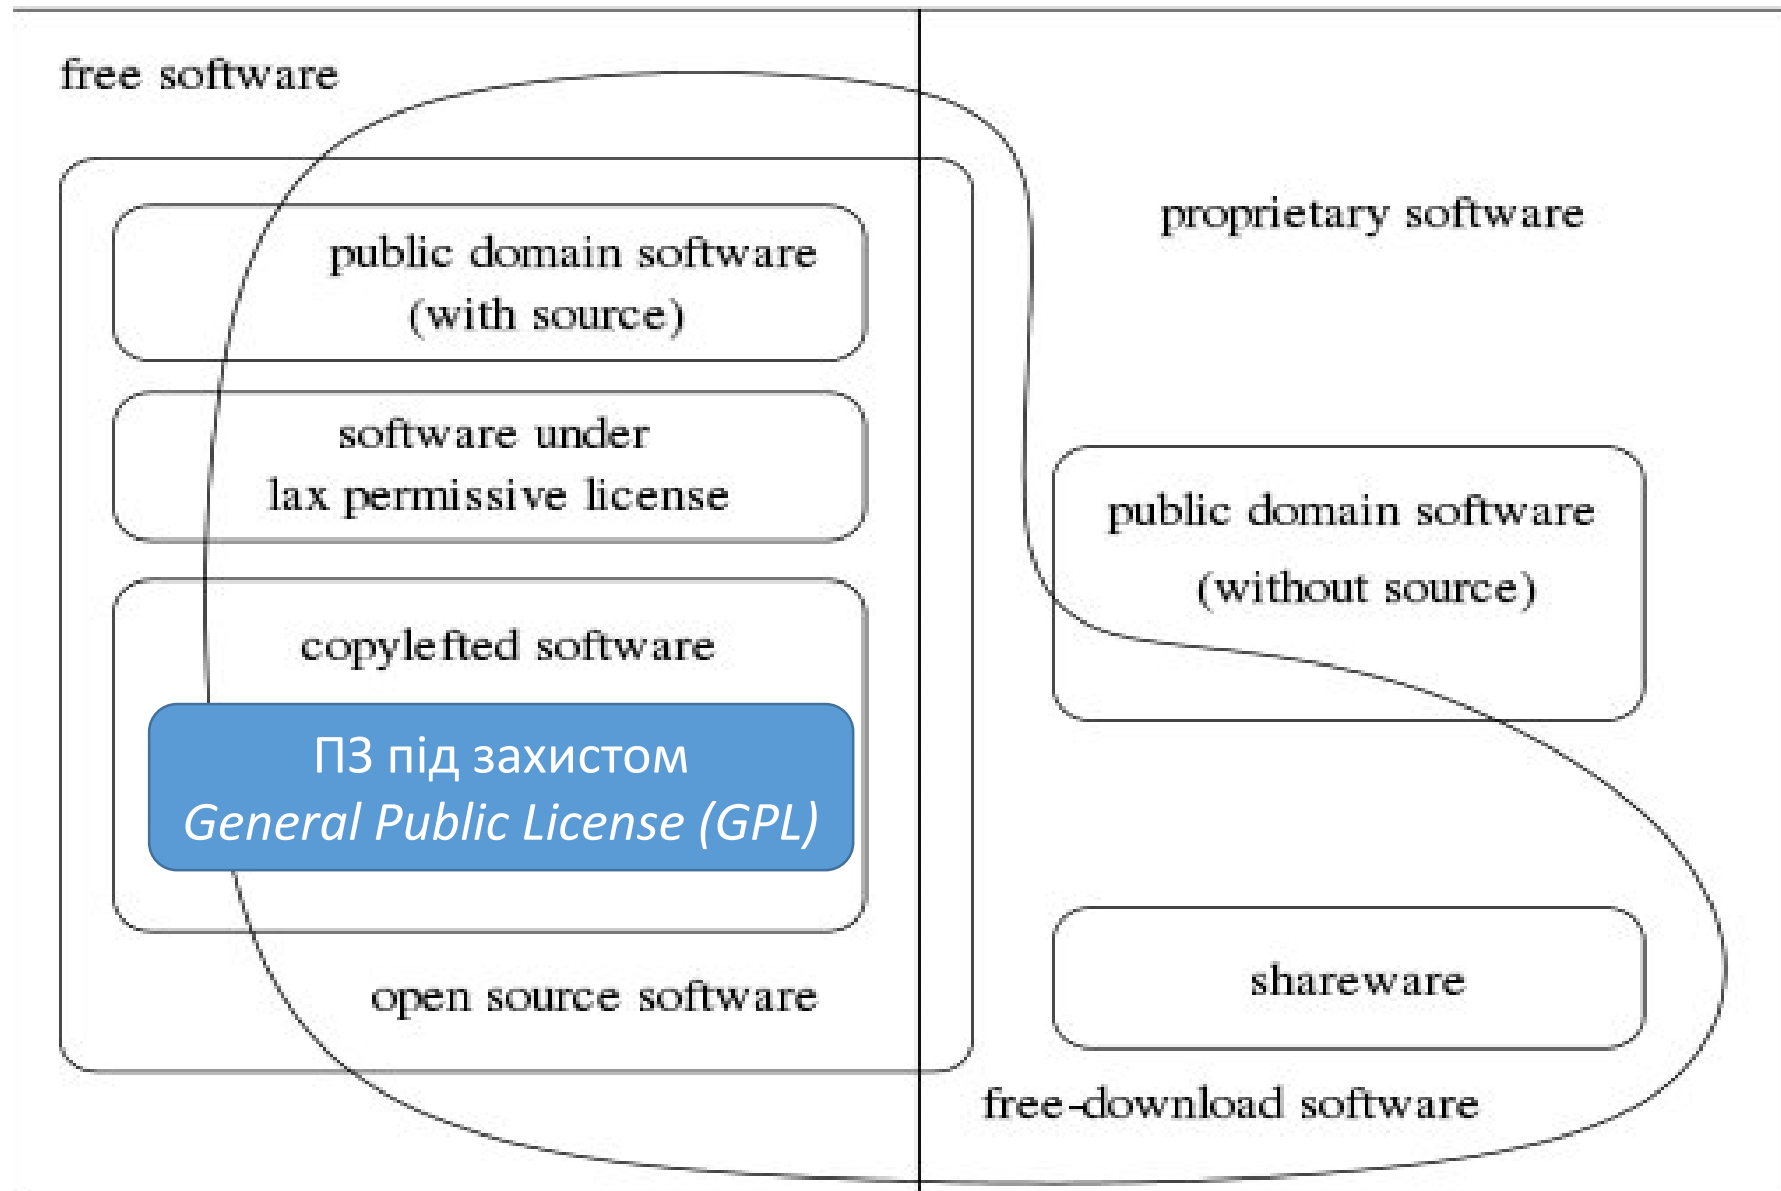 free software
public domain software
(with source)
software under
lax permissive license
copylefted software
ПЗ під захистом
General Public License (GPL)
open source software
proprietary software
public domain software
(without source)
shareware
free-download software